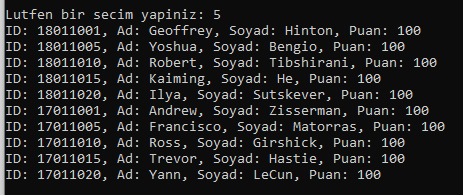 Lutfen bir secim yapiniz: 5
ID: 18011001, Ad: Geoffrey, Soyad: Hinton, Puan: 100
ID: 18011005, Ad: Yoshua, Soyad: Bengio, Puan: 100
ID: 18011010, Ad: Robert, Soyad: Tibshirani, Puan: 100
ID: 18011015, Ad: Kaiming, Soyad: He, Puan: 100
ID: 18011020, Ad: Ilya, Soyad: Sutskever, Puan: 100
ID: 17011001, Ad: Andrew, Soyad: Zisserman, Puan: 100
ID: 17011005, Ad: Francisco, Soyad: Matorras, Puan: 100
ID: 17011010, Ad: Ross, Soyad: Girshick, Puan: 100
ID: 17011015, Ad: Trevor, Soyad: Hastie, Puan: 100
ID: 17011020, Ad: Yann, Soyad: LeCun, Puan: 100